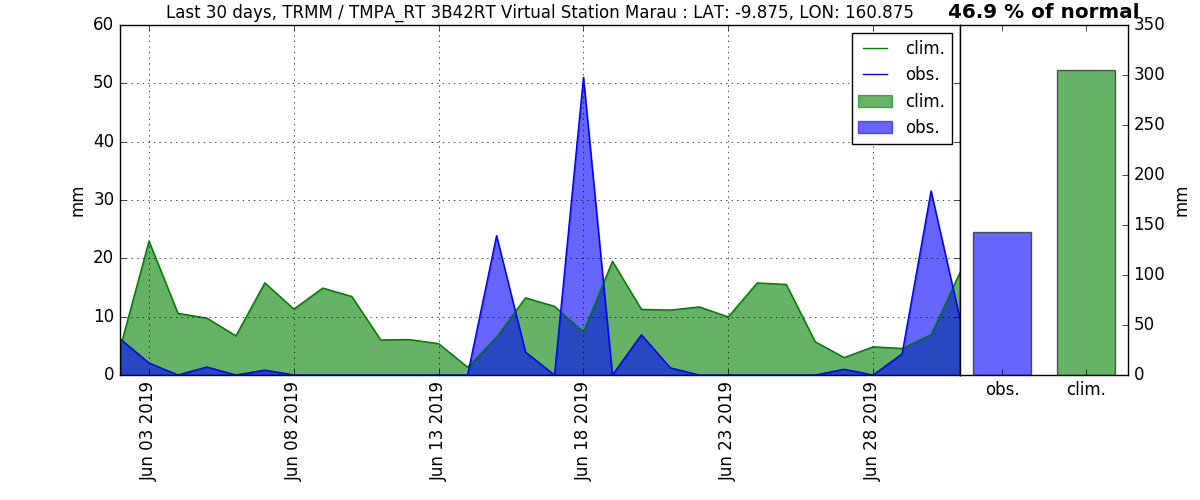 Last 30 days, TRMM / TMPA_RT 3B42RT Virtual Station Marau : LAT: -9.875, LON: 160.875
46.9 % of normal
60
50
40
30
20
10
0
mm
clim.
obs.
clim.
obs.
Jun 03 2019
Jun 08 2019
Jun 13 2019
Jun 18 2019
Jun 23 2019
Jun 28 2019
350
300
250
200
150
100
50
0
mm
obs.
clim.